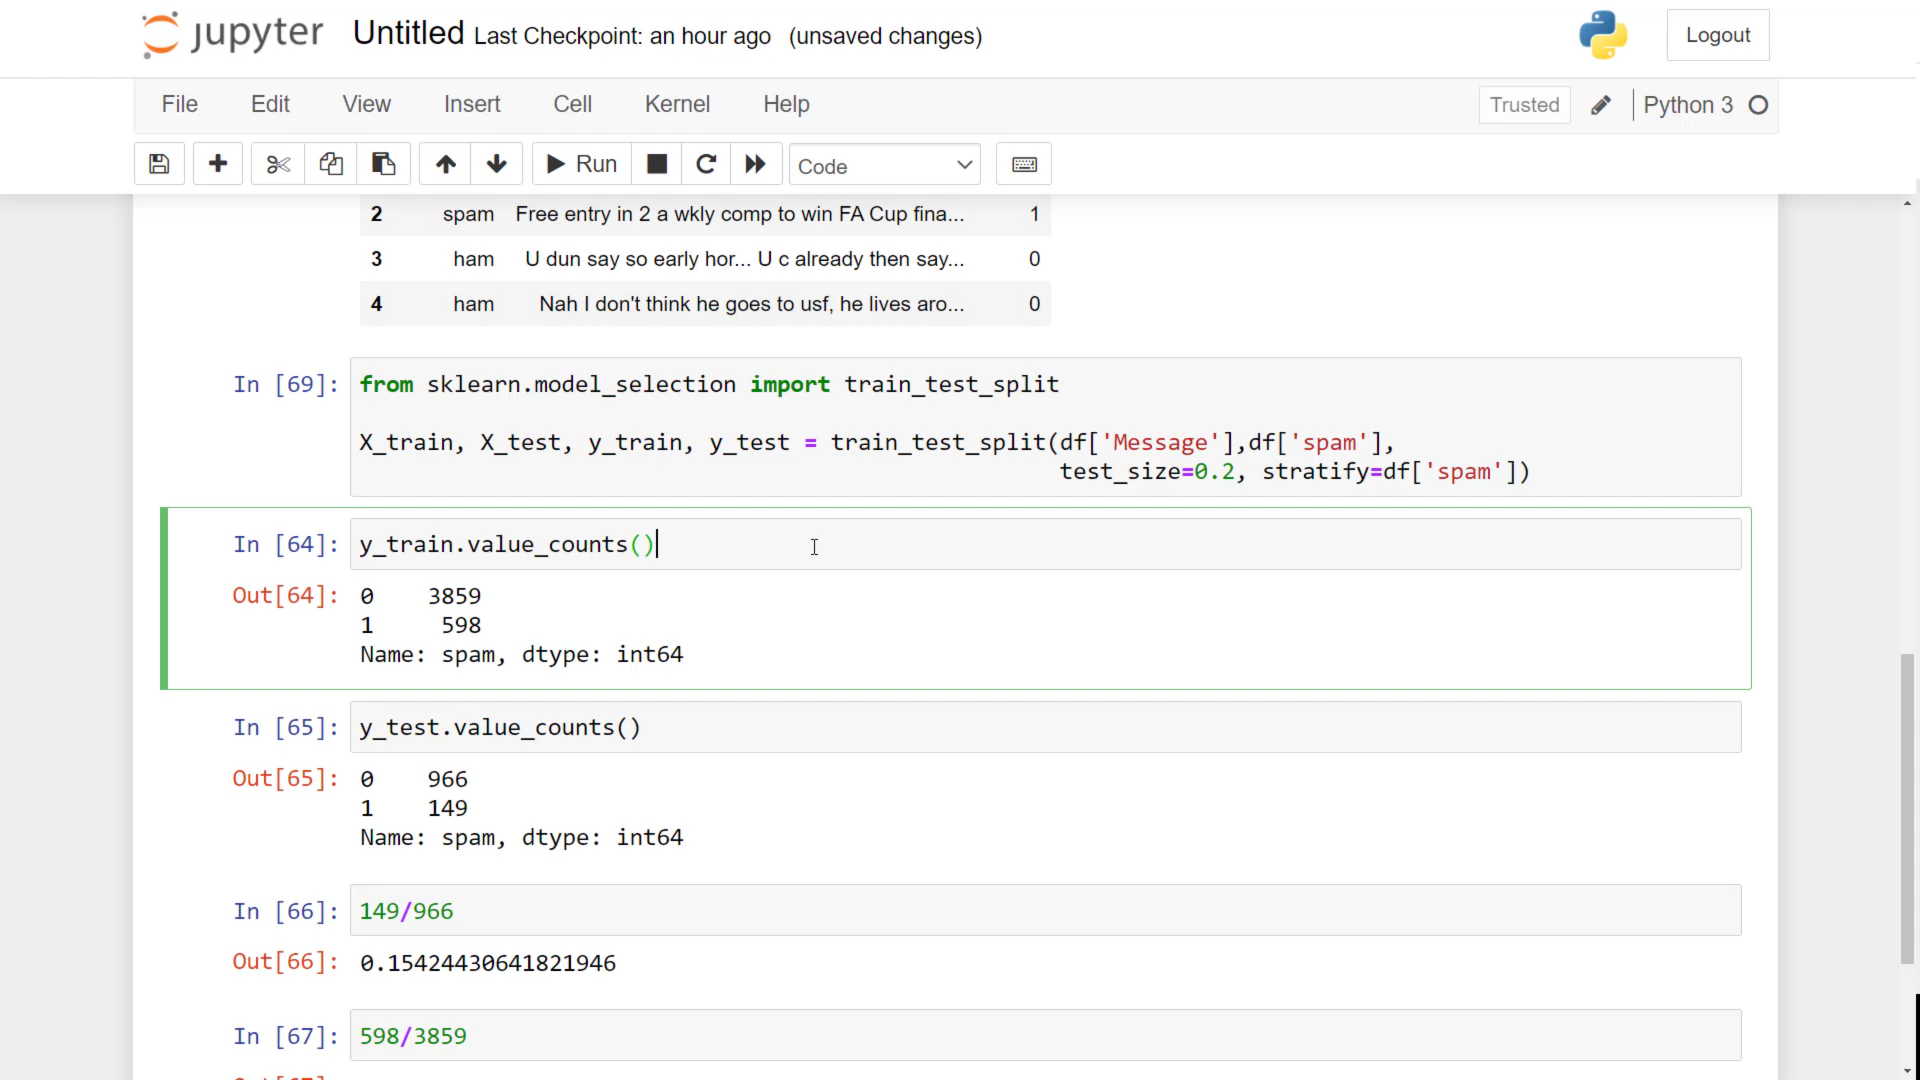 jupyter Untitled Last Checkpoint: an hour ago (unsaved changes) Logout
File Edit View Insert Cell Kernel Help Trusted Python 3
Run Code
2 spam Free entry in 2 a wkly comp to win FA Cup fina... 1
3 ham U dun say so early hor... U c already then say... 0
4 ham Nah I don't think he goes to usf, he lives aro... 0
In [69]: from sklearn.model_selection import train_test_split
X_train, X_test, y_train, y_test = train_test_split(df['Message'],df['spam'],
test_size=0.2, stratify=df['spam'])
In [64]: y_train.value_counts()
Out[64]: 0 3859
1 598
Name: spam, dtype: int64
In [65]: y_test.value_counts()
Out[65]: 0 966
1 149
Name: spam, dtype: int64
In [66]: 149/966
Out[66]: 0.15424430641821946
In [67]: 598/3859